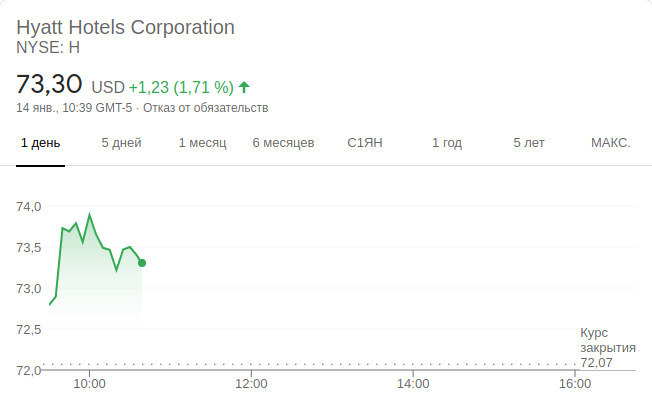 Hyatt Hotels Corporation
NYSE: H
73,30 USD +1,23 (1,71 %)
14 янв., 10:39 GMT-5 · Отказ от обязательств
1 день 5 дней 1 месяц 6 месяцев С1ЯН 1 год 5 лет МАКС.
74,0
73,5
73,0
72,5
72,0
Курс
закрытия
72,07
10:00 12:00 14:00 16:00